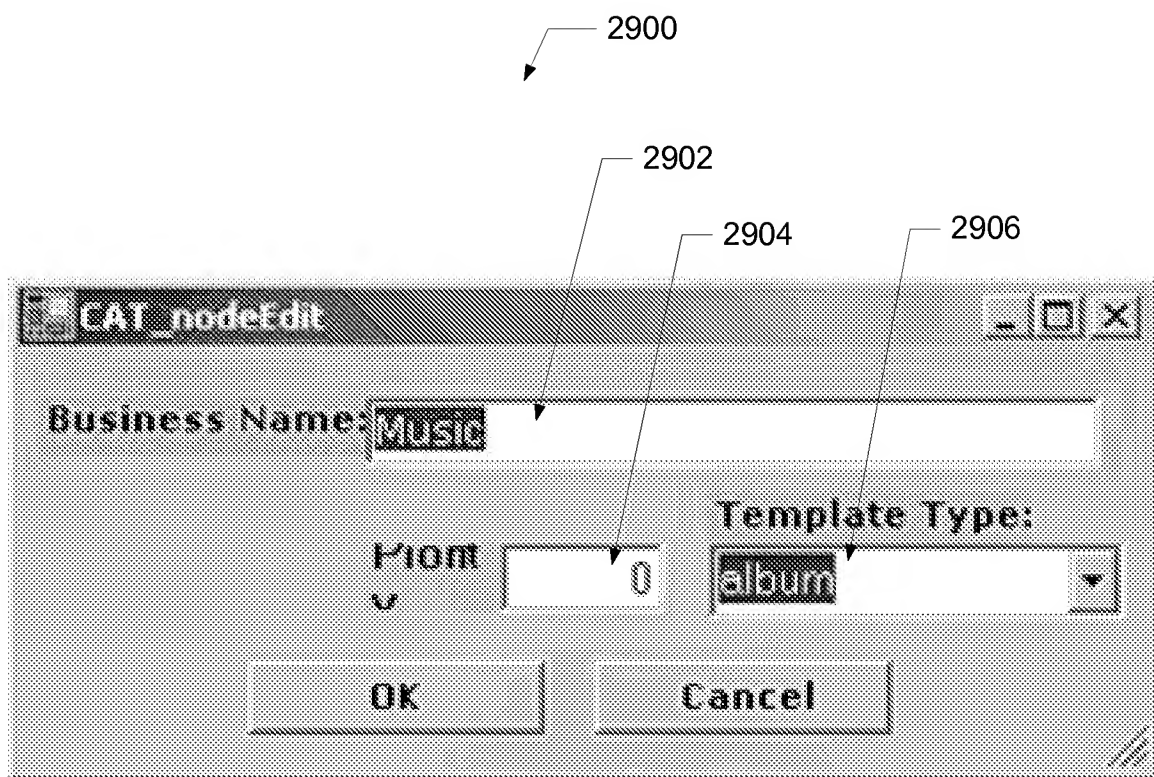 2900
2902
2904
2906
CAT_nodeEdit
Business Name:
Music
Template Type:
0
album
OK
Cancel